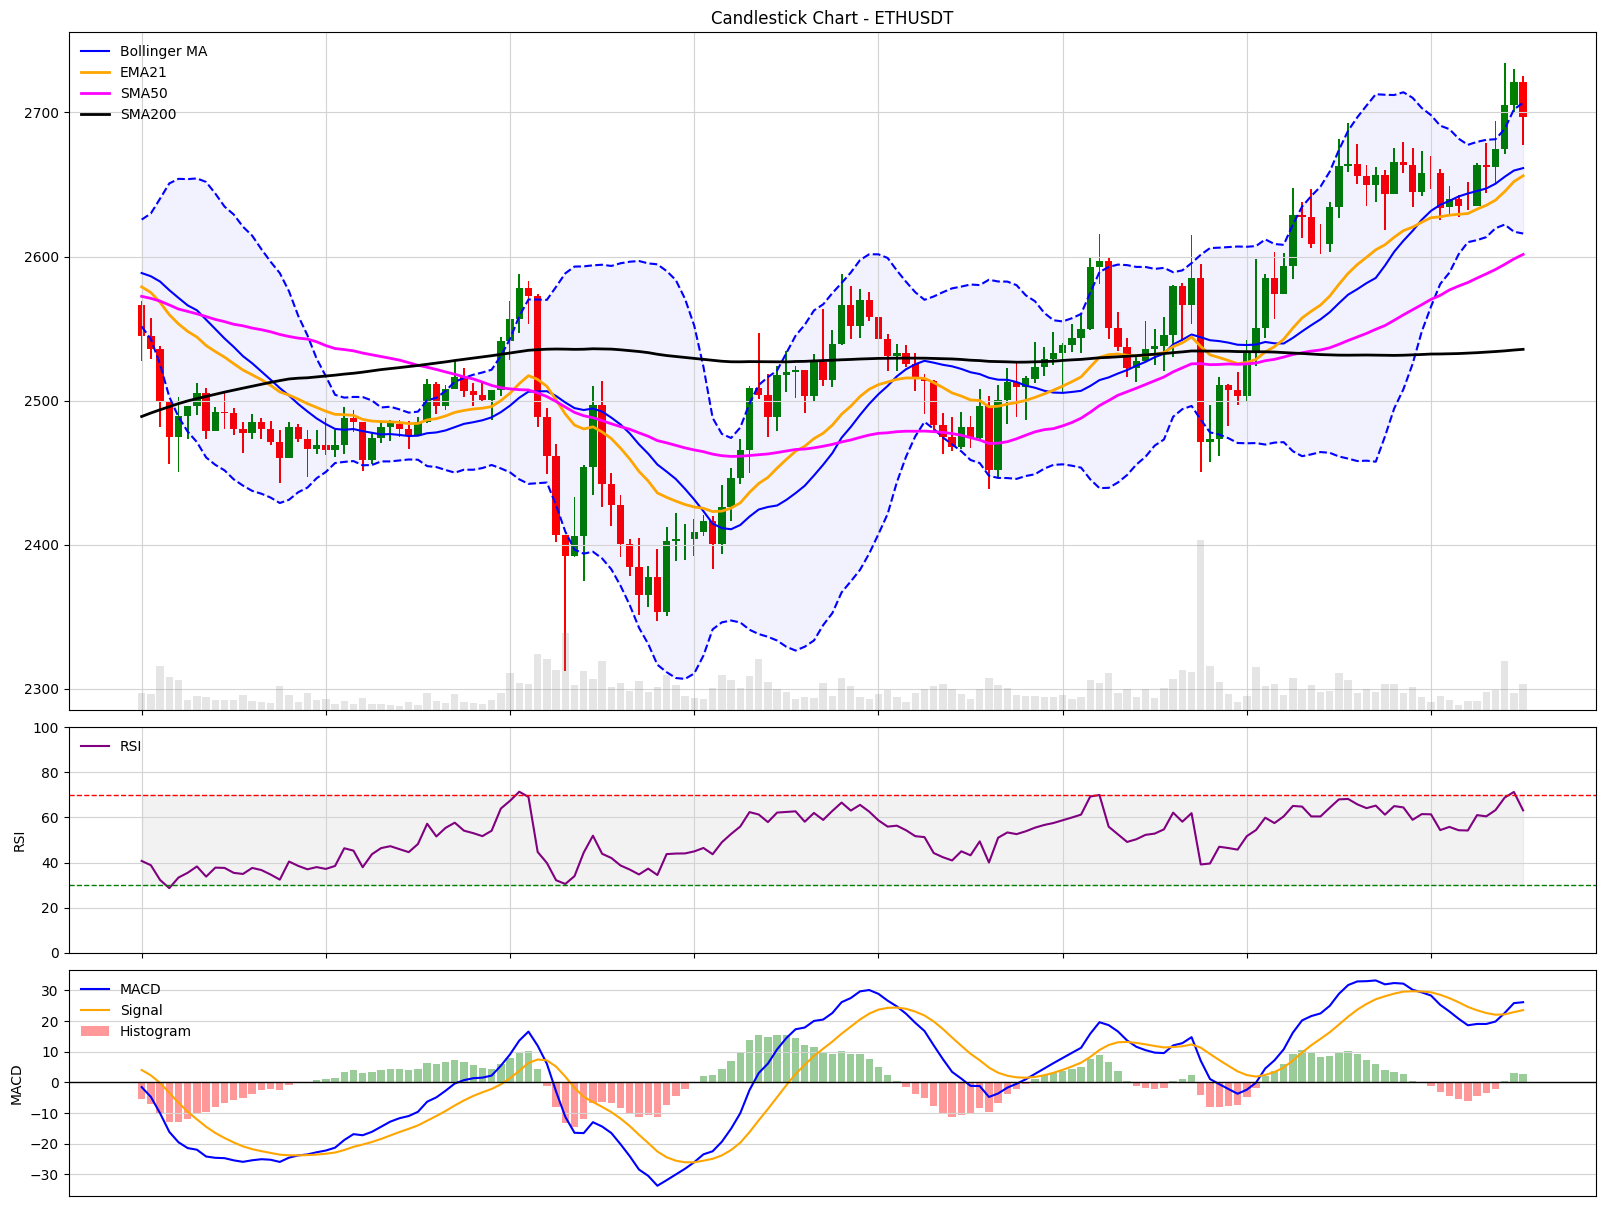 Candlestick Chart - ETHUSDT
Bollinger MA
EMA21
SMA50
SMA200
2700
2600
2500
2400
2300
RSI
100
80
60
40
20
0
RSI
MACD
Signal
Histogram
30
20
10
0
−10
−20
−30
MACD